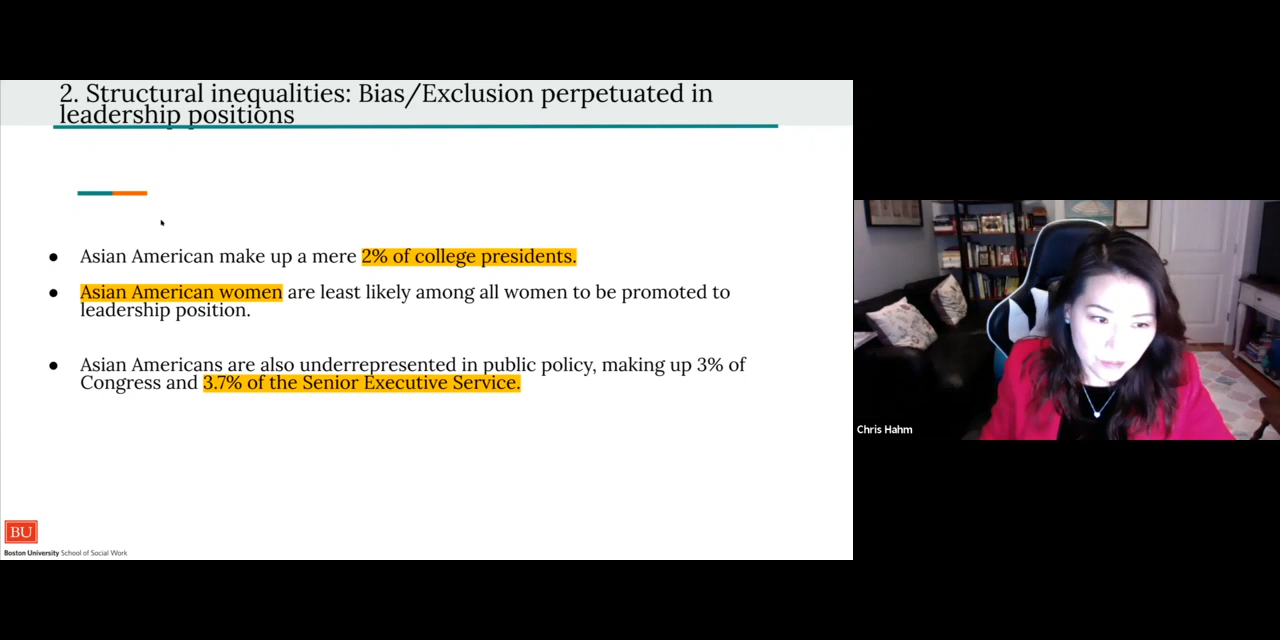 2. Structural inequalities: Bias/Exclusion perpetuated in
leadership positions
● Asian American make up a mere 2% of college presidents.
● Asian American women are least likely among all women to be promoted to
leadership position.
● Asian Americans are also underrepresented in public policy, making up 3% of
Congress and 3.7% of the Senior Executive Service.
BU
Boston University School of Social Work
Chris Hahm